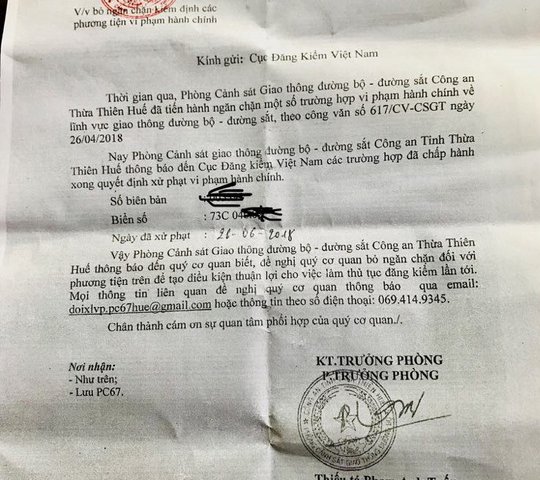 V/v bỏ ngăn chặn kiểm định các
phương tiện vi phạm hành chính
Kính gửi: Cục Đăng Kiểm Việt Nam
Thời gian qua, Phòng Cảnh sát Giao thông đường bộ - đường sắt Công an
Thừa Thiên Huế đã tiến hành ngăn chặn một số trường hợp vi phạm hành chính về
lĩnh vực giao thông đường bộ - đường sắt, theo công văn số 617/CV-CSGT ngày
26/04/2018
Nay Phòng Cảnh sát giao thông đường bộ - đường sắt Công an Tỉnh Thừa
Thiên Huế thông báo đến Cục Đăng kiểm Việt Nam các trường hợp đã chấp hành
xong quyết định xử phạt vi phạm hành chính.
Số biên bản
Biển số : 73C 04
Ngày đã xử phạt : 26-06-2018
Vậy Phòng Cảnh sát Giao thông đường bộ - đường sắt Công an Thừa Thiên
Huế thông báo đến quý cơ quan biết, đề nghị quý cơ quan bỏ ngăn chặn đối với
phương tiện trên để tạo điều kiện thuận lợi cho việc làm thủ tục đăng kiểm lần tới.
Mọi thông tin liên quan đề nghị quý cơ quan thông báo qua email:
doixlvp.pc67hue@gmail.com hoặc thông tin theo số điện thoại: 069.414.9345.
Chân thành cám ơn sự quan tâm phối hợp của quý cơ quan./.
Nơi nhận:
- Như trên;
- Lưu PC67.
KT.TRƯỞNG PHÒNG
P.TRƯỞNG PHÒNG